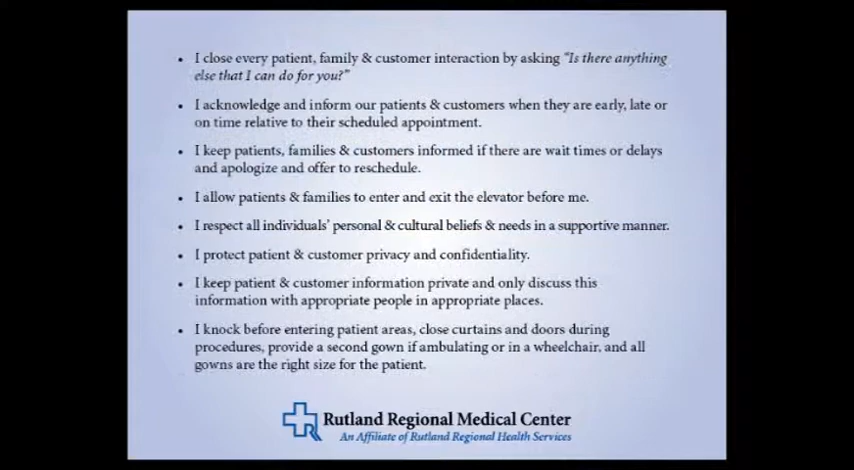 • I close every patient, family & customer interaction by asking "Is there anything
else that I can do for you?"
• I acknowledge and inform our patients & customers when they are early, late or
on time relative to their scheduled appointment.
• I keep patients, families & customers informed if there are wait times or delays
and apologize and offer to reschedule.
• I allow patients & families to enter and exit the elevator before me.
• I respect all individuals' personal & cultural beliefs & needs in a supportive manner.
• I protect patient & customer privacy and confidentiality.
• I keep patient & customer information private and only discuss this
information with appropriate people in appropriate places.
• I knock before entering patient areas, close curtains and doors during
procedures, provide a second gown if ambulating or in a wheelchair, and all
gowns are the right size for the patient.
Rutland Regional Medical Center
An Affiliate of Rutland Regional Health Services